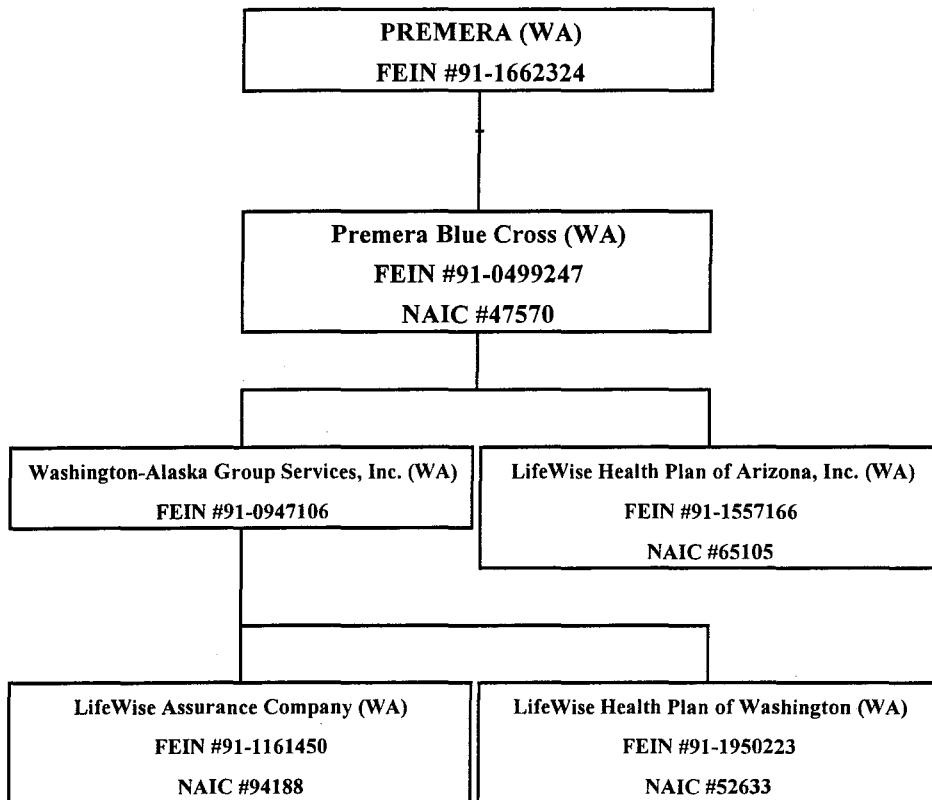 PREMERA (WA)
FEIN #91-1662324
Premera Blue Cross (WA)
FEIN #91-0499247
NAIC #47570
Washington-Alaska Group Services, Inc. (WA)
FEIN #91-0947106
LifeWise Health Plan of Arizona, Inc. (WA)
FEIN #91-1557166
NAIC #65105
LifeWise Assurance Company (WA)
FEIN #91-1161450
NAIC #94188
LifeWise Health Plan of Washington (WA)
FEIN #91-1950223
NAIC #52633